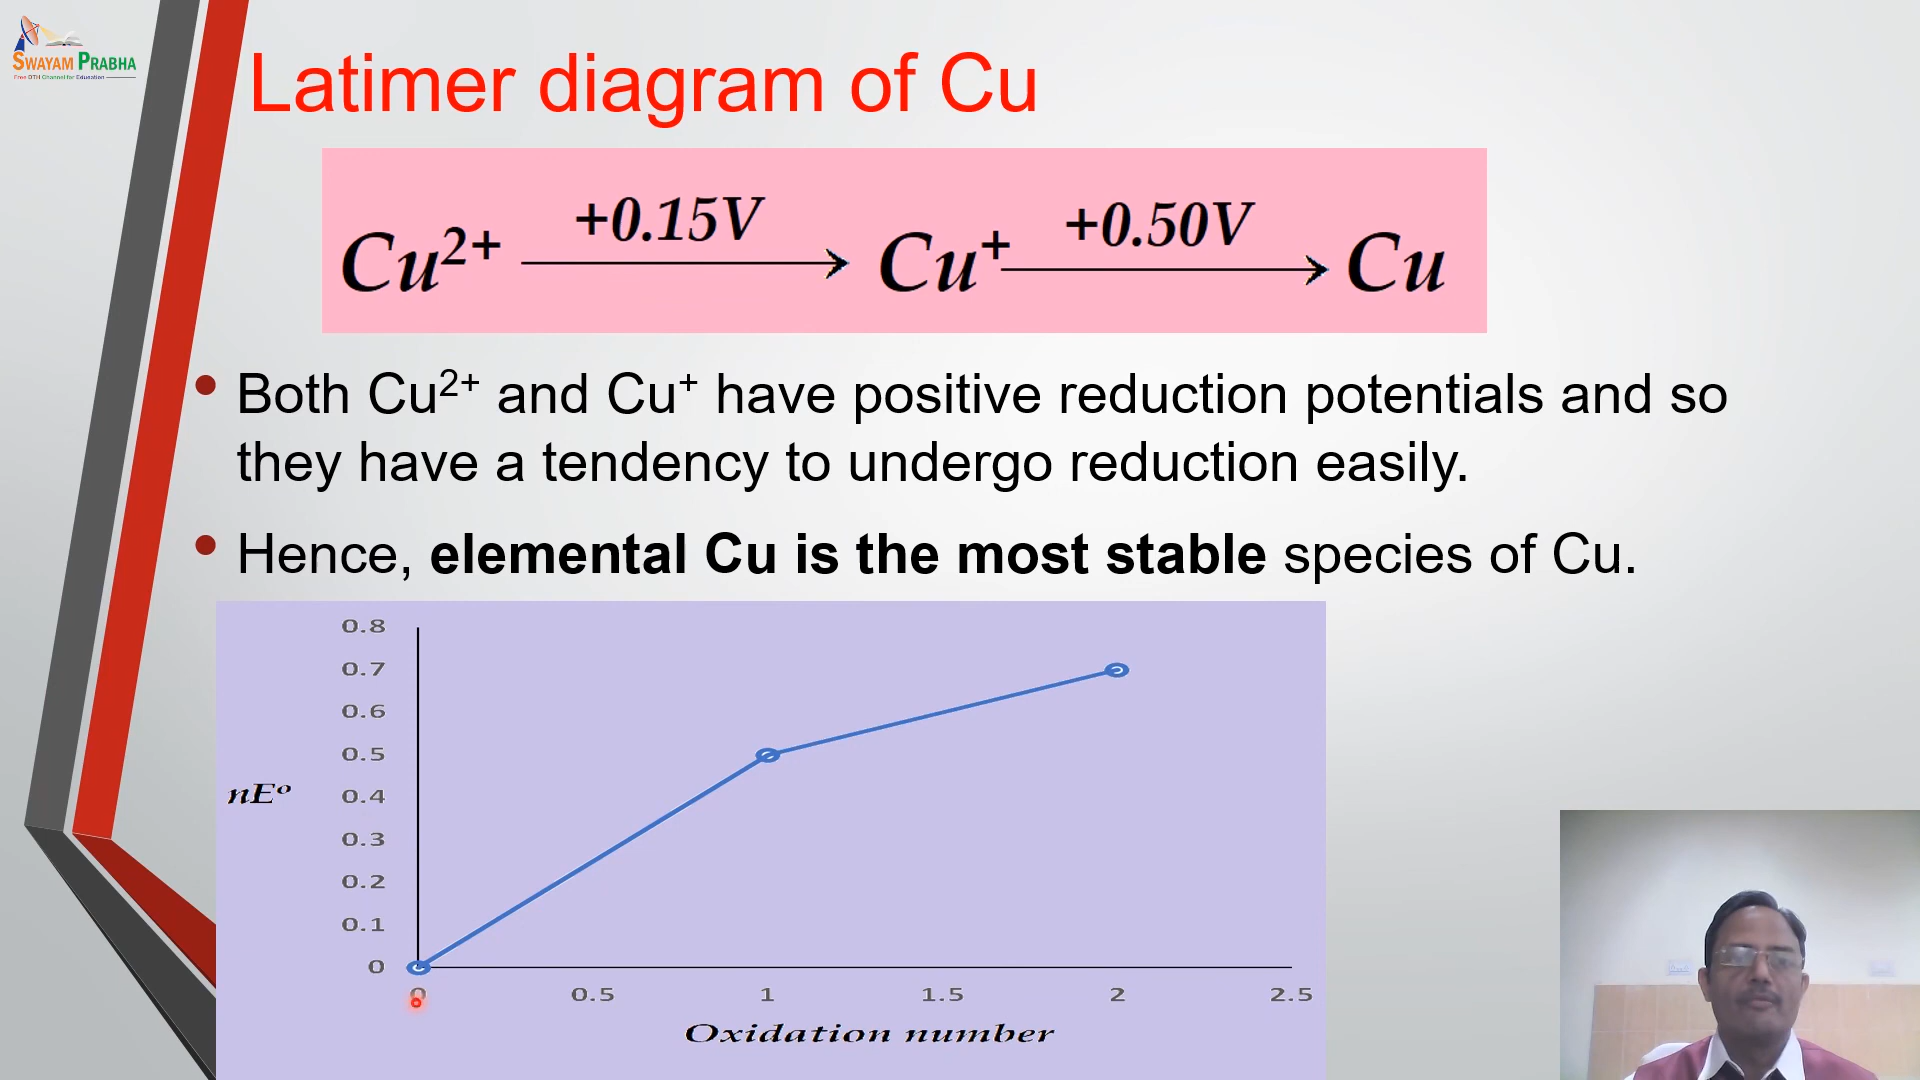 SWAYAM PRABHA
Free DTH Channel for Education
Latimer diagram of Cu
Cu²⁺ +0.15V → Cu⁺ +0.50V → Cu
• Both Cu²⁺ and Cu⁺ have positive reduction potentials and so
they have a tendency to undergo reduction easily.
• Hence, elemental Cu is the most stable species of Cu.
0.8
0.7
0.6
0.5
nEᵒ
0.4
0.3
0.2
0.1
0
0 0.5 1 1.5 2 2.5
Oxidation number